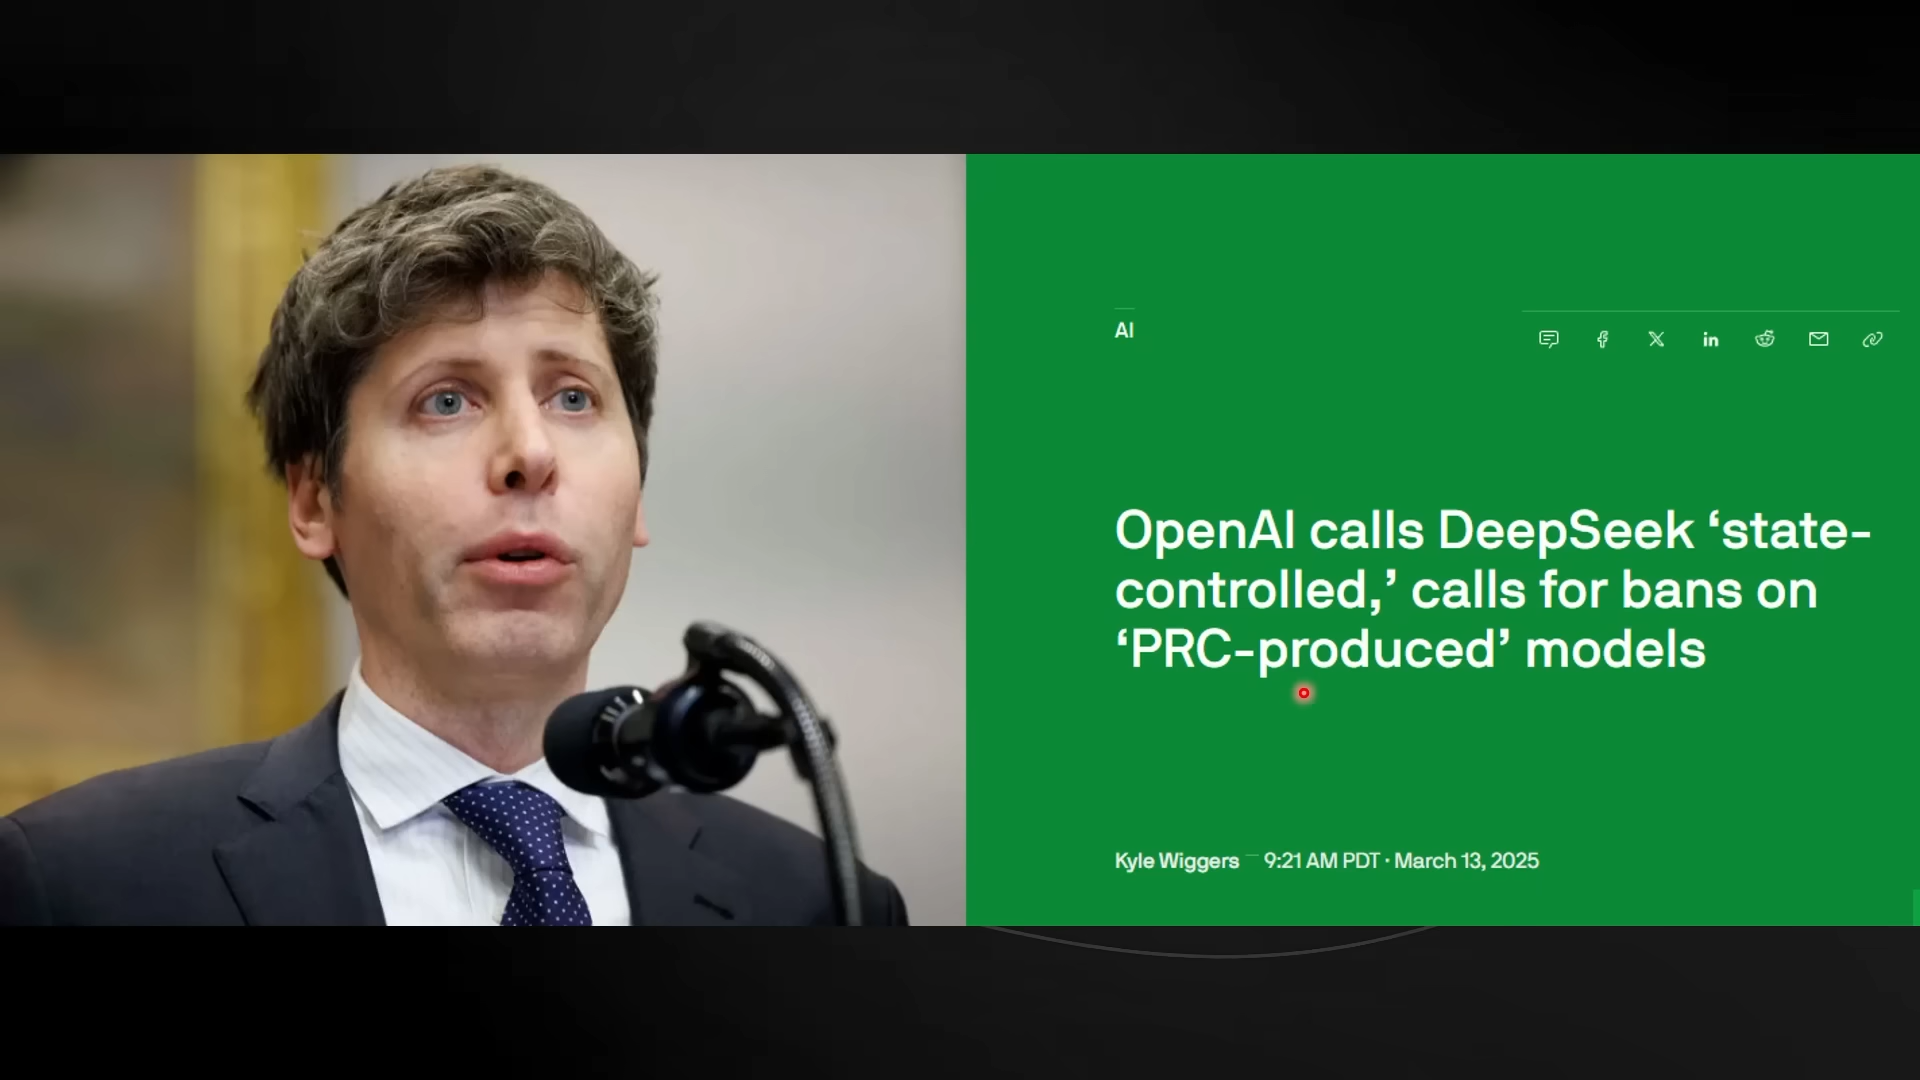 AI
OpenAI calls DeepSeek ‘state-
controlled,’ calls for bans on
‘PRC-produced’ models
Kyle Wiggers — 9:21 AM PDT · March 13, 2025